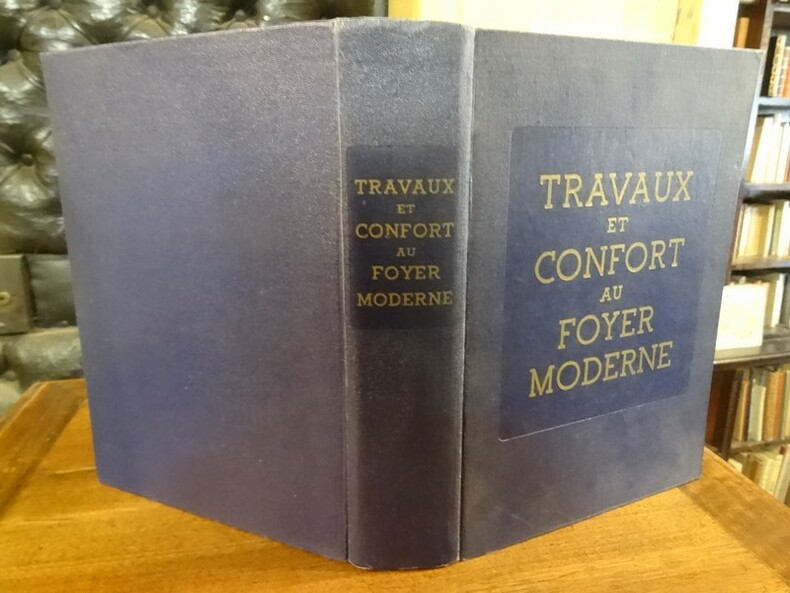 TRAVAUX
ET
CONFORT
AU
FOYER
MODERNE
TRAVAUX
ET
CONFORT
AU
FOYER
MODERNE